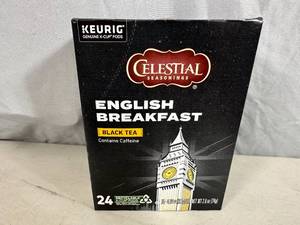 KEURIG®
GENUINE K-CUP® PODS
CELESTIAL®
SEASONINGS
ENGLISH
BREAKFAST
BLACK TEA
Contains Caffeine
24